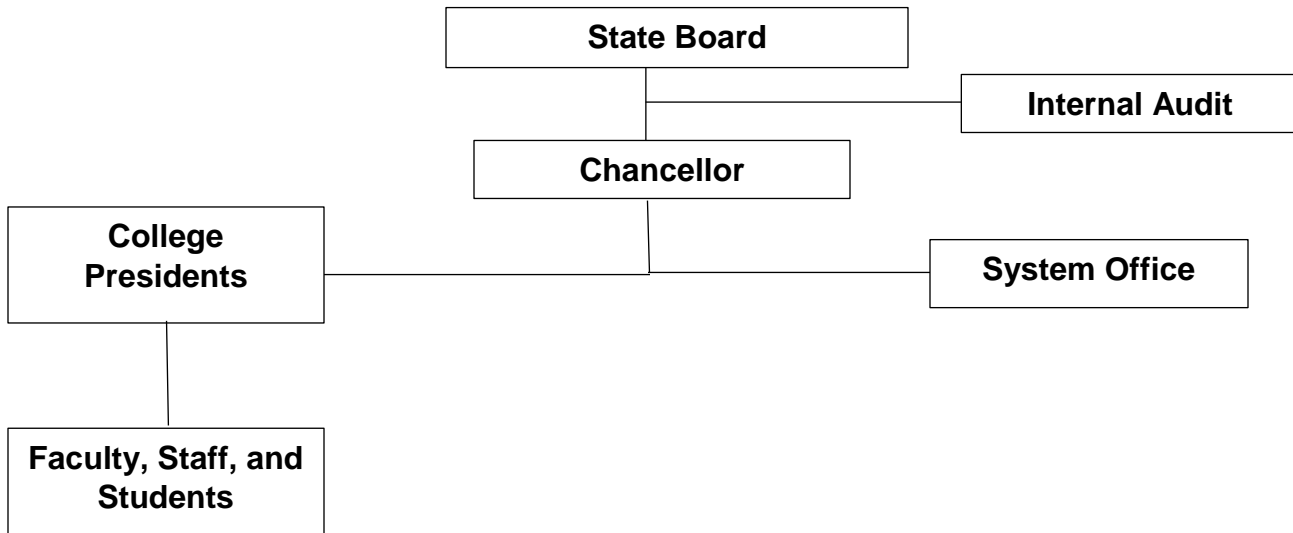 State Board
Internal Audit
Chancellor
College
Presidents
System Office
Faculty, Staff, and
Students